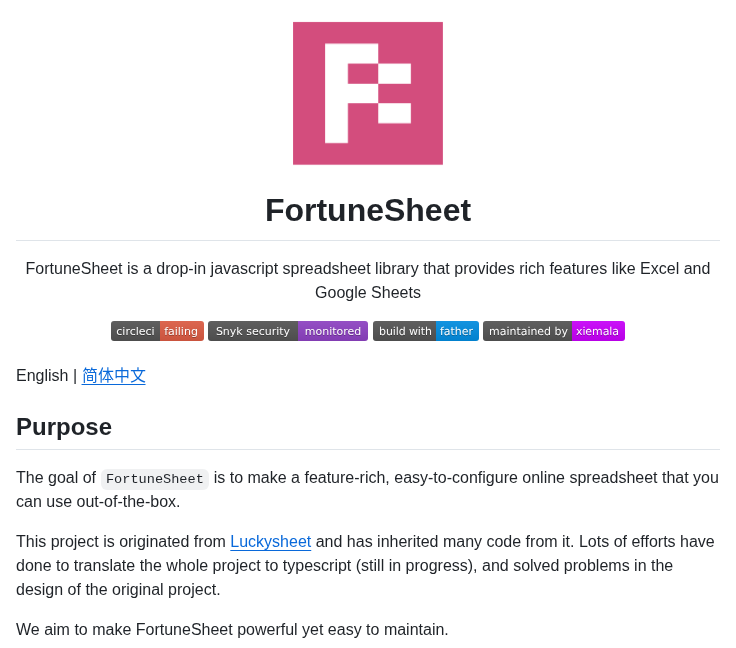 FortuneSheet
FortuneSheet is a drop-in javascript spreadsheet library that provides rich features like Excel and
Google Sheets
circleci failing Snyk security monitored build with father maintained by xiemala
English | 简体中文
Purpose
The goal of FortuneSheet is to make a feature-rich, easy-to-configure online spreadsheet that you
can use out-of-the-box.
This project is originated from Luckysheet and has inherited many code from it. Lots of efforts have
done to translate the whole project to typescript (still in progress), and solved problems in the
design of the original project.
We aim to make FortuneSheet powerful yet easy to maintain.